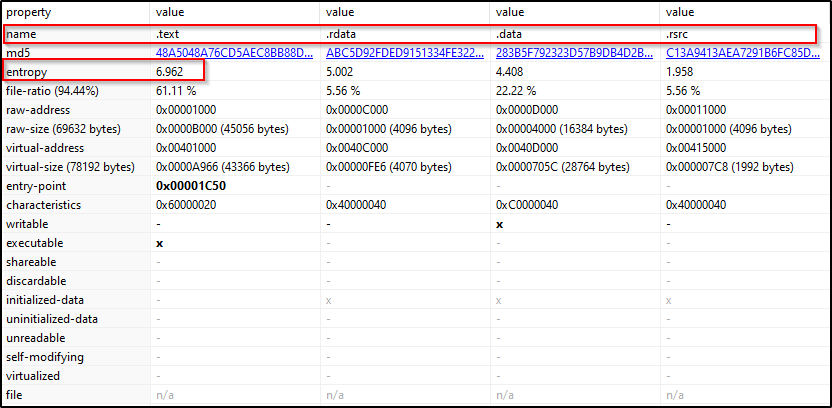 property value value value value
name .text .rdata .data .rsrc
md5 48A5048A76CD5AEC8BB88D... ABC5D92FDED9151334FE322... 283B5F792323D57B9DB4D2B... C13A9413AEA7291B6FC85D...
entropy 6.962 5.002 4.408 1.958
file-ratio (94.44%) 61.11 % 5.56 % 22.22 % 5.56 %
raw-address 0x00001000 0x0000C000 0x0000D000 0x00011000
raw-size (69632 bytes) 0x0000B000 (45056 bytes) 0x00001000 (4096 bytes) 0x00004000 (16384 bytes) 0x00001000 (4096 bytes)
virtual-address 0x00401000 0x0040C000 0x0040D000 0x00415000
virtual-size (78192 bytes) 0x0000A966 (43366 bytes) 0x00000FE6 (4070 bytes) 0x0000705C (28764 bytes) 0x000007C8 (1992 bytes)
entry-point 0x00001C50 - - -
characteristics 0x60000020 0x40000040 0xC0000040 0x40000040
writable - - x -
executable x - - -
shareable - - - -
discardable - - - -
initialized-data - x x x
uninitialized-data - - - -
unreadable - - - -
self-modifying - - - -
virtualized - - - -
file n/a n/a n/a n/a